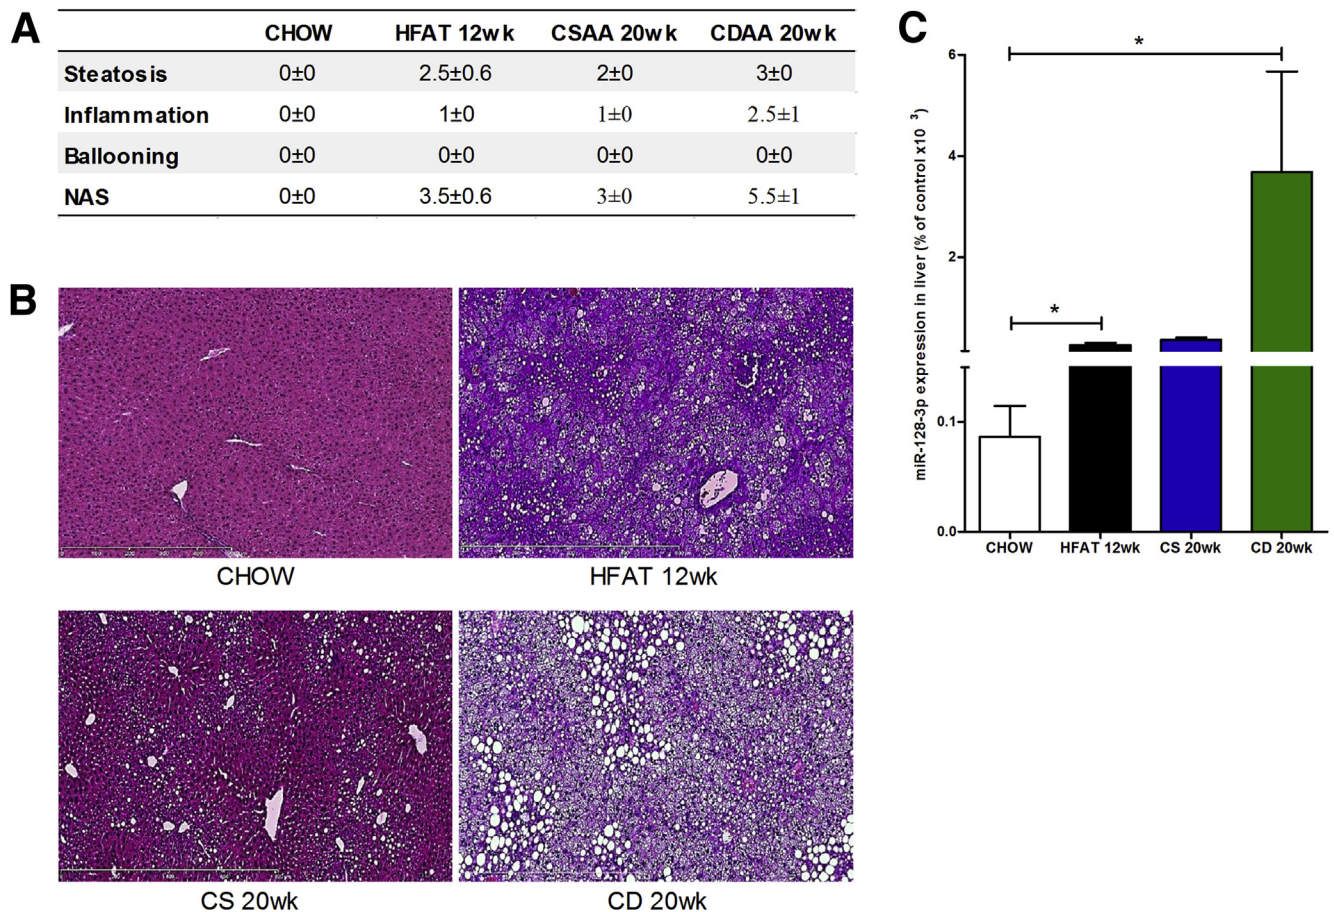 A
CHOW HFAT 12wk CSAA 20wk CDAA 20wk
Steatosis 0±0 2.5±0.6 2±0 3±0
Inflammation 0±0 1±0 1±0 2.5±1
Ballooning 0±0 0±0 0±0 0±0
NAS 0±0 3.5±0.6 3±0 5.5±1
B
CHOW
HFAT 12wk
CS 20wk
CD 20wk
C
miR-128-3p expression in liver (% of control x10 3)
6
4
2
0.1
0.0
*
*
CHOW HFAT 12wk CS 20wk CD 20wk